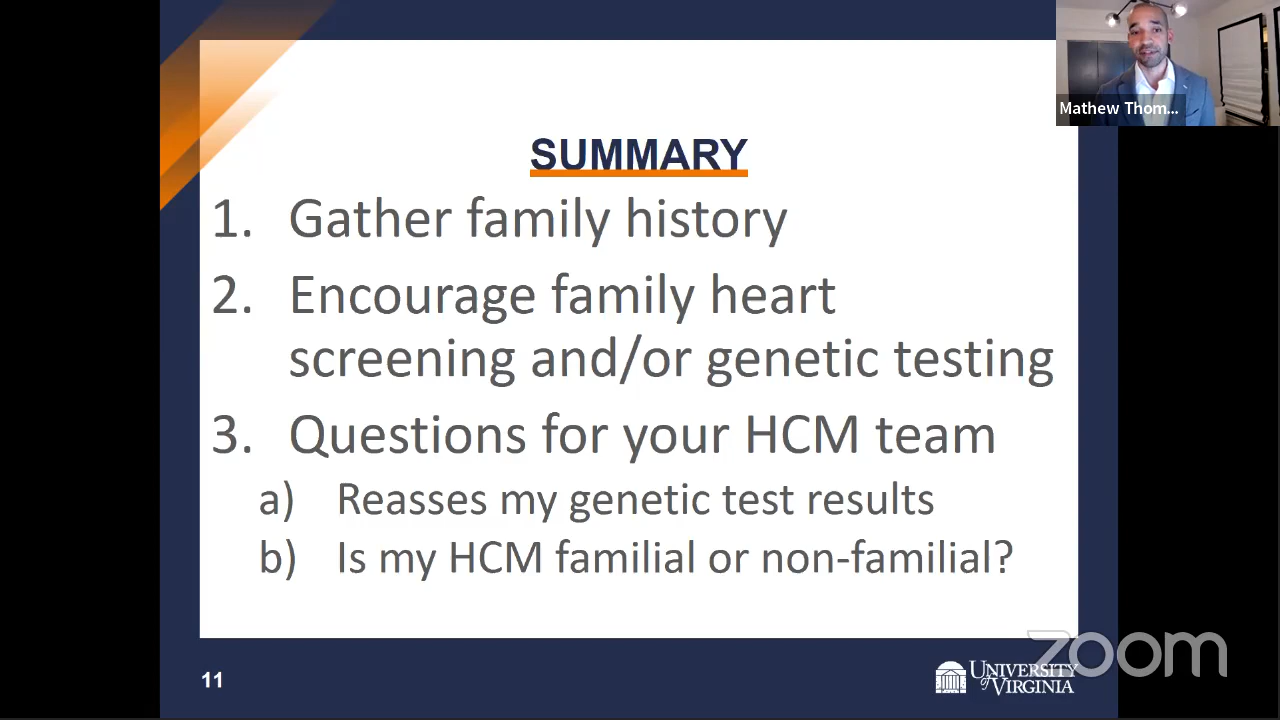 Mathew Thom...
SUMMARY
1. Gather family history
2. Encourage family heart
screening and/or genetic testing
3. Questions for your HCM team
a) Reasses my genetic test results
b) Is my HCM familial or non-familial?
11
UNIVERSITY
of VIRGINIA
zoom